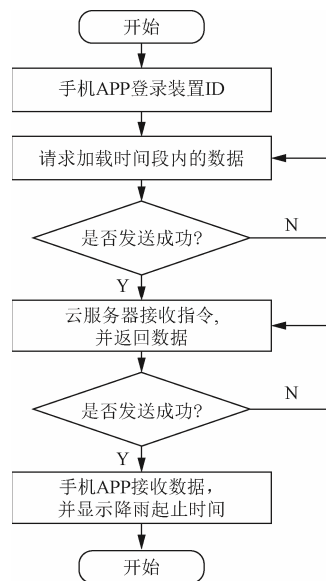 开始
手机APP登录装置ID
请求加载时间段内的数据
是否发送成功?
N
Y
云服务器接收指令,
并返回数据
是否发送成功?
N
Y
手机APP接收数据,
并显示降雨起止时间
开始